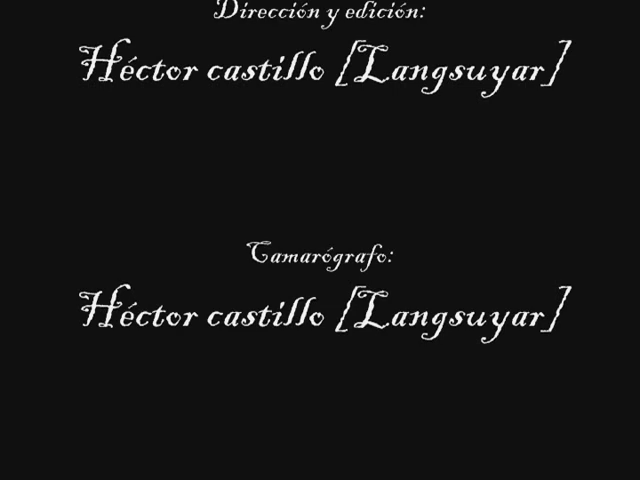 Dirección y edición:
Héctor castillo [Langsuyar]
Camarógrafo:
Héctor castillo [Langsuyar]